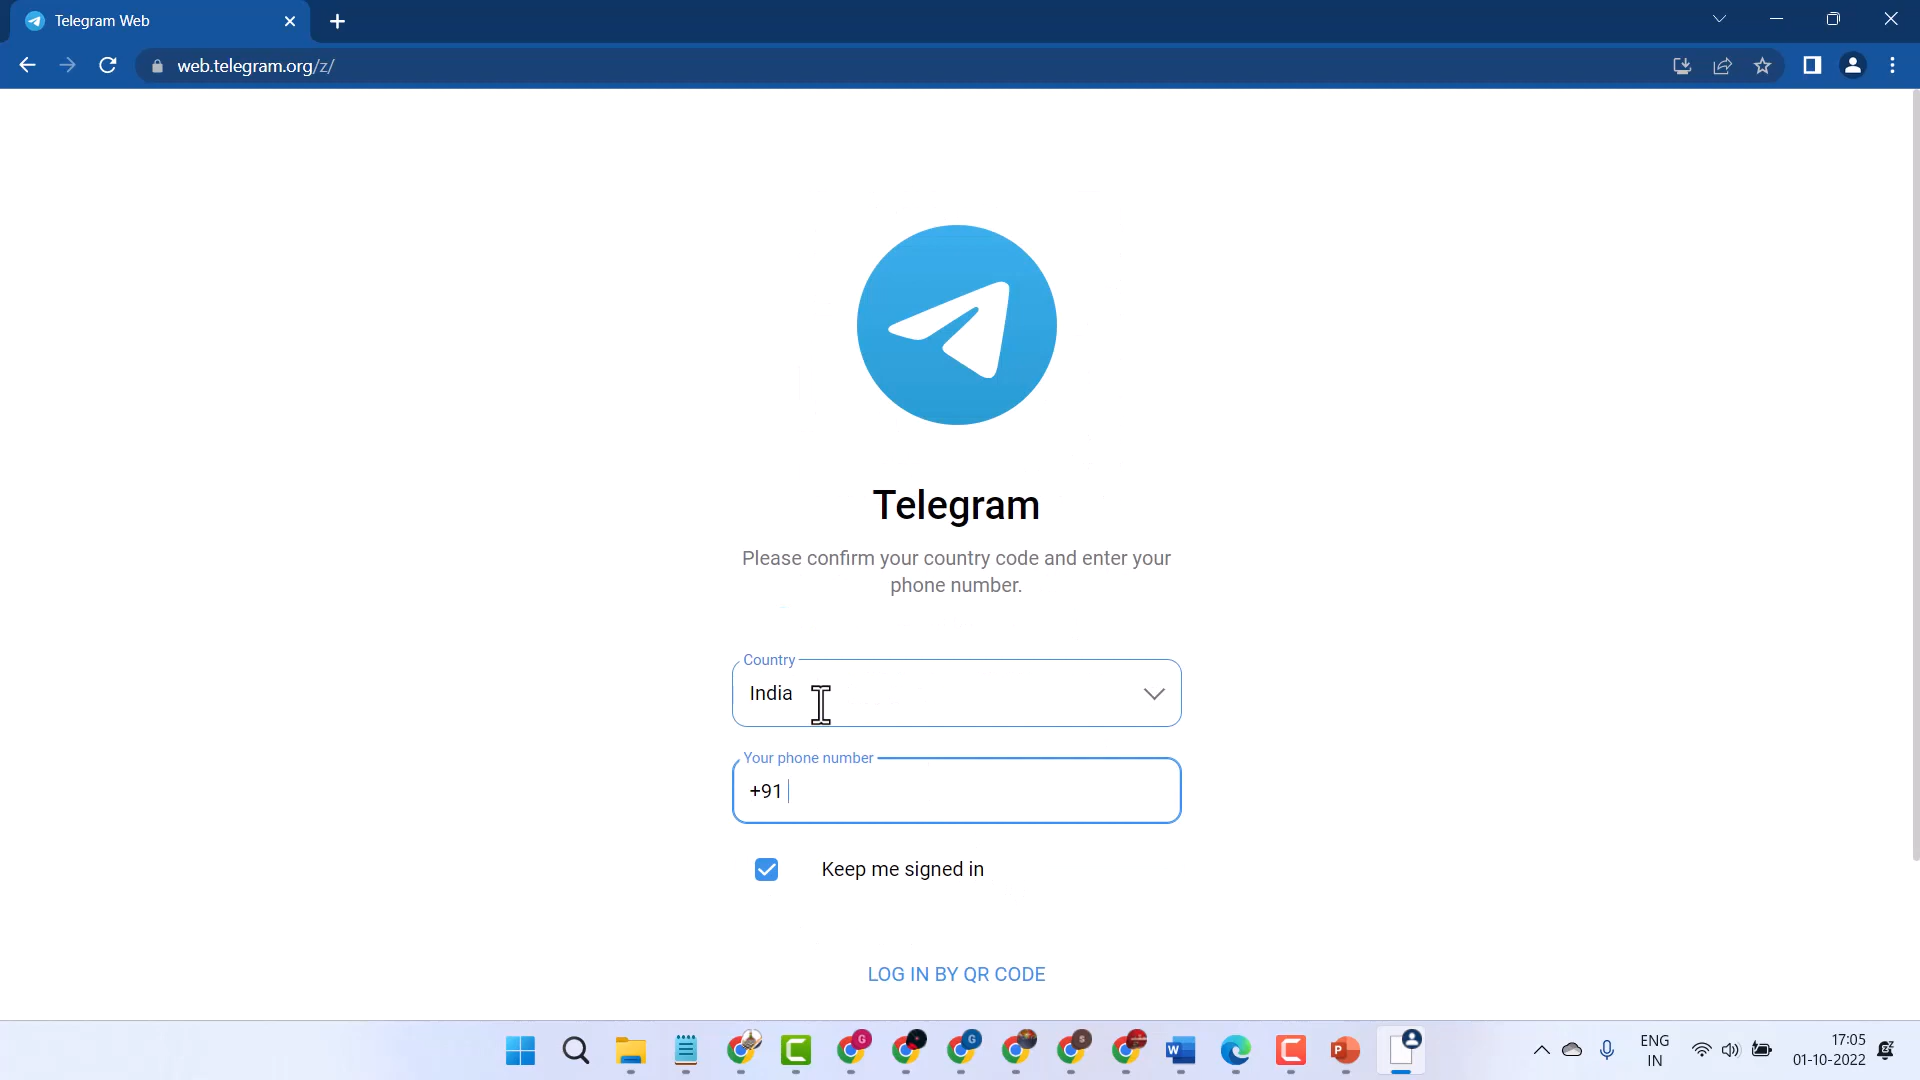 Telegram Web
web.telegram.org/z/
Telegram
Please confirm your country code and enter your
phone number.
Country
India
Your phone number
+91
Keep me signed in
LOG IN BY QR CODE
ENG
IN
17:05
01-10-2022